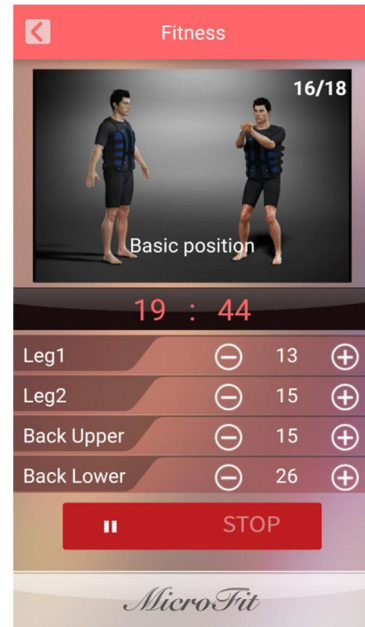 Fitness
16/18
Basic position
19 : 44
Leg1 13
Leg2 15
Back Upper 15
Back Lower 26
STOP
MicroFit